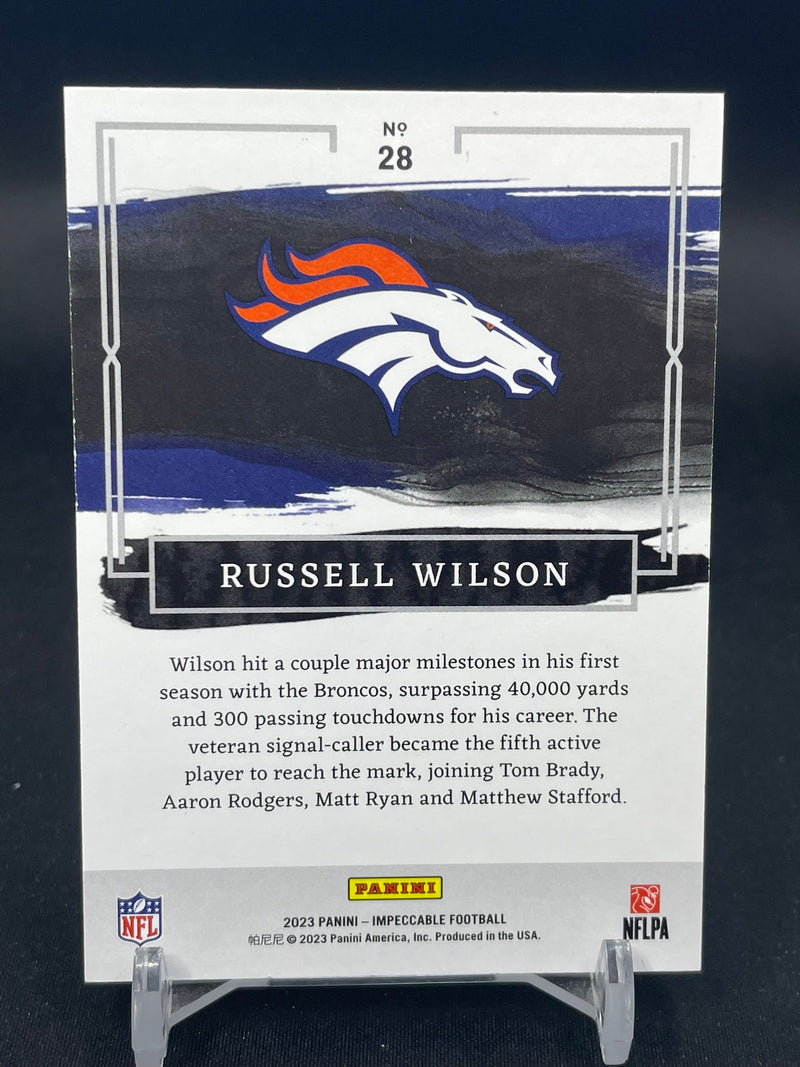 Nº
28
RUSSELL WILSON
Wilson hit a couple major milestones in his first
season with the Broncos, surpassing 40,000 yards
and 300 passing touchdowns for his career. The
veteran signal-caller became the fifth active
player to reach the mark, joining Tom Brady,
Aaron Rodgers, Matt Ryan and Matthew Stafford.
PANINI
NFL
2023 PANINI – IMPECCABLE FOOTBALL
帕尼尼 © 2023 Panini America, Inc. Produced in the USA.
NFLPA